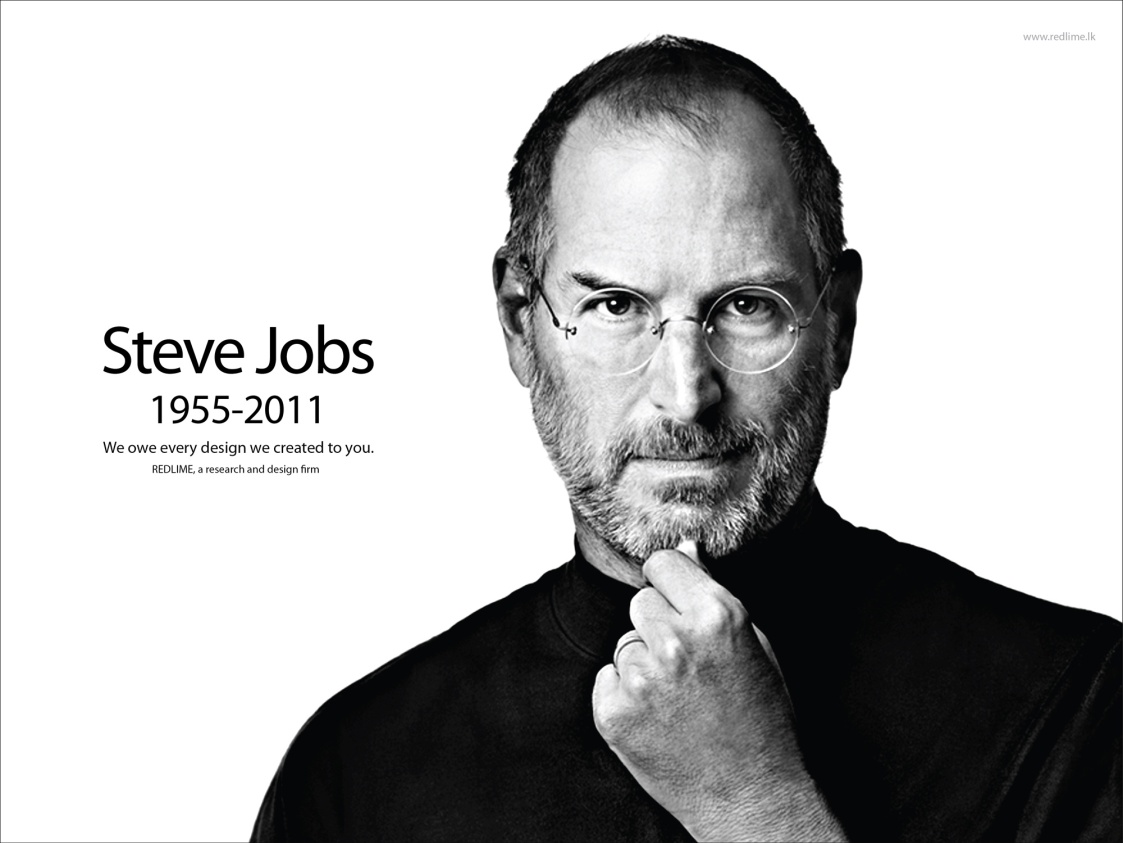 www.redlime.lk
Steve Jobs
1955-2011
We owe every design we created to you.
REDLIME, a research and design firm